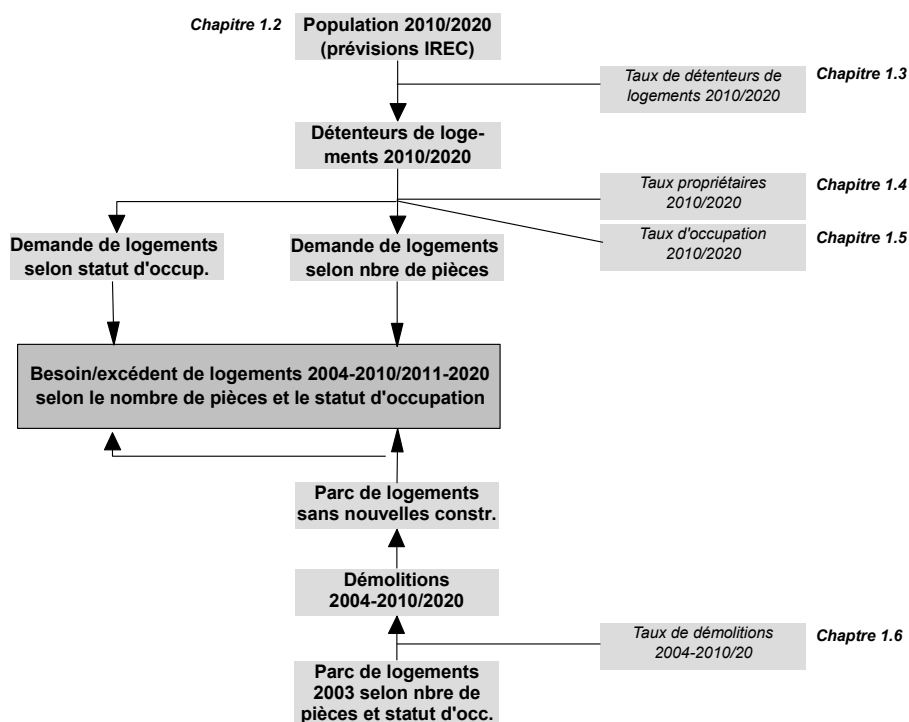 Chapitre 1.2
Population 2010/2020
(prévisions IREC)
Taux de détenteurs de
logements 2010/2020
Chapitre 1.3
Détenteurs de loge-
ments 2010/2020
Taux propriétaires
2010/2020
Chapitre 1.4
Taux d'occupation
2010/2020
Chapitre 1.5
Demande de logements
selon statut d'occup.
Demande de logements
selon nbre de pièces
Besoin/excédent de logements 2004-2010/2011-2020
selon le nombre de pièces et le statut d'occupation
Parc de logements
sans nouvelles constr.
Démolitions
2004-2010/2020
Taux de démolitions
2004-2010/20
Chaptre 1.6
Parc de logements
2003 selon nbre de
pièces et statut d'occ.